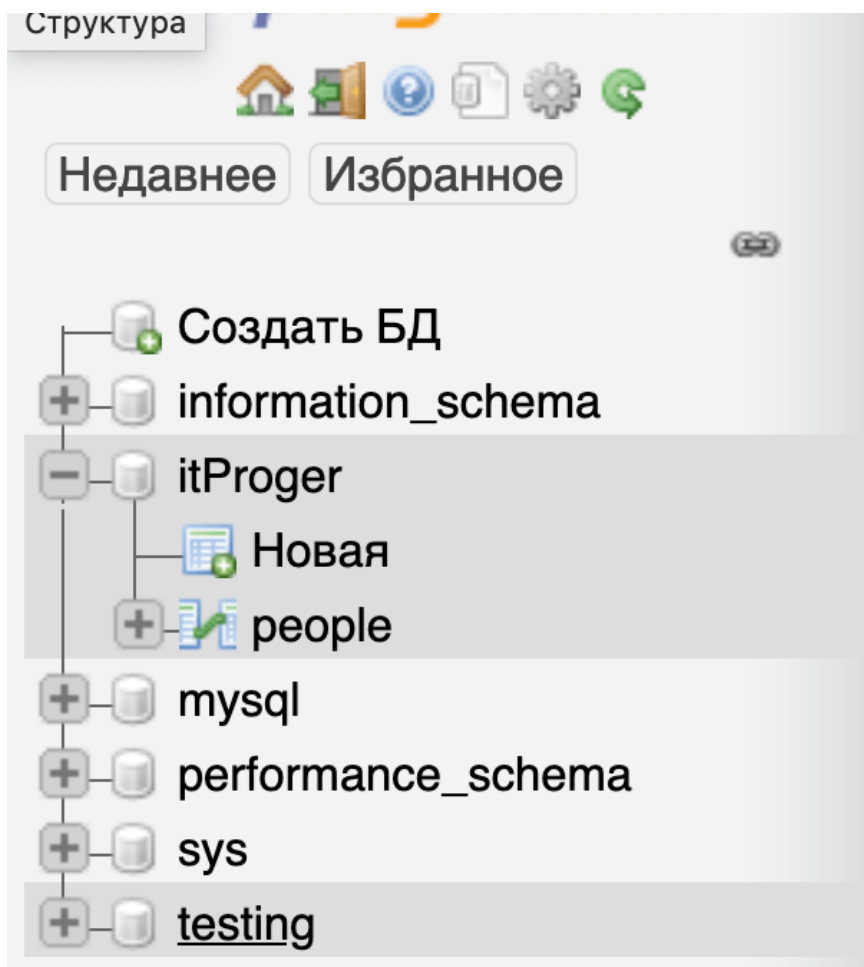 Структура
Недавнее Избранное
Создать БД
information_schema
itProger
Новая
people
mysql
performance_schema
sys
testing